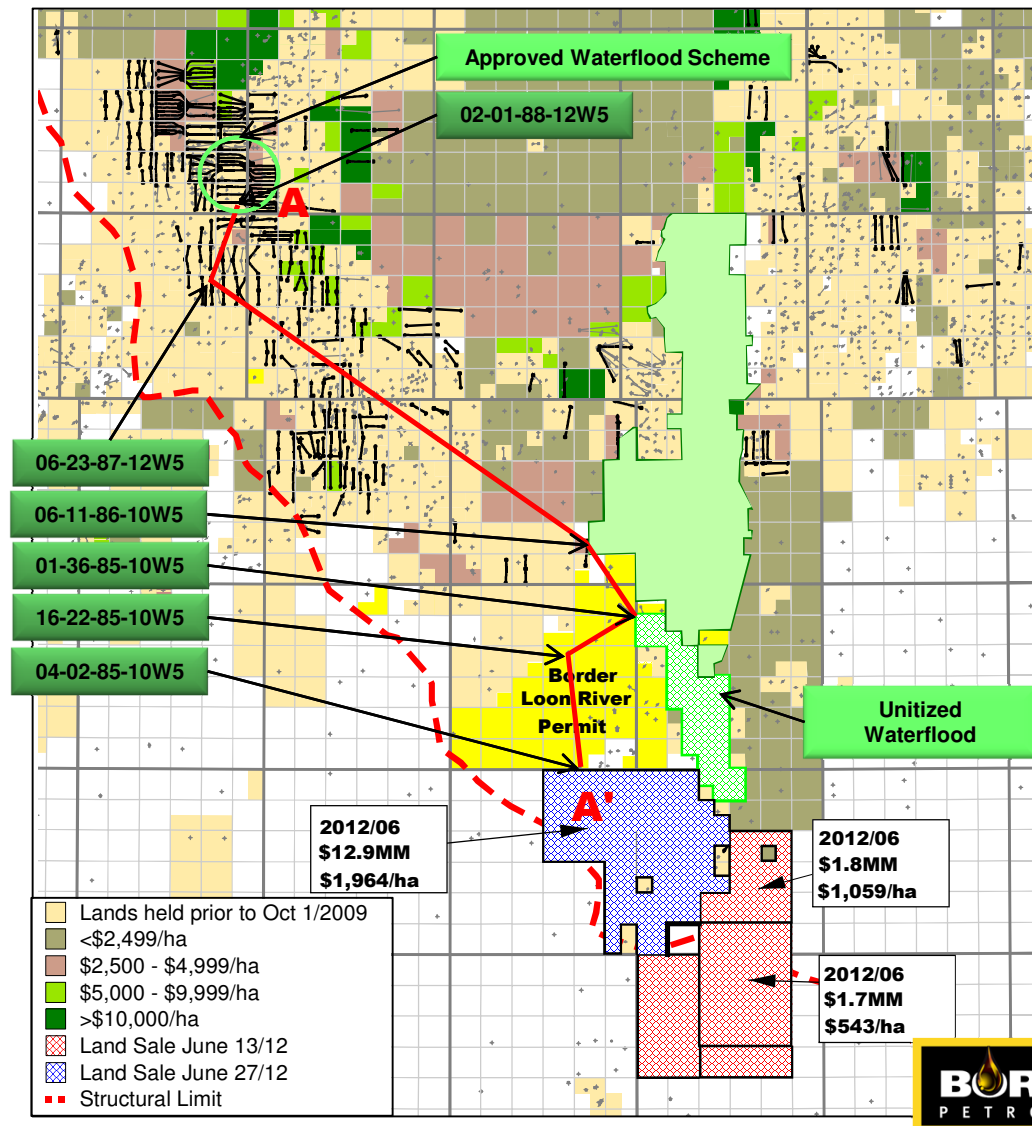 Approved Waterflood Scheme
02-01-88-12W5
A
06-23-87-12W5
06-11-86-10W5
01-36-85-10W5
16-22-85-10W5
04-02-85-10W5
Border
Loon River
Permit
Unitized
Waterflood
A'
2012/06
$12.9MM
$1,964/ha
2012/06
$1.8MM
$1,059/ha
2012/06
$1.7MM
$543/ha
Lands held prior to Oct 1/2009
<$2,499/ha
$2,500 - $4,999/ha
$5,000 - $9,999/ha
>$10,000/ha
Land Sale June 13/12
Land Sale June 27/12
Structural Limit
BOR
PETRO